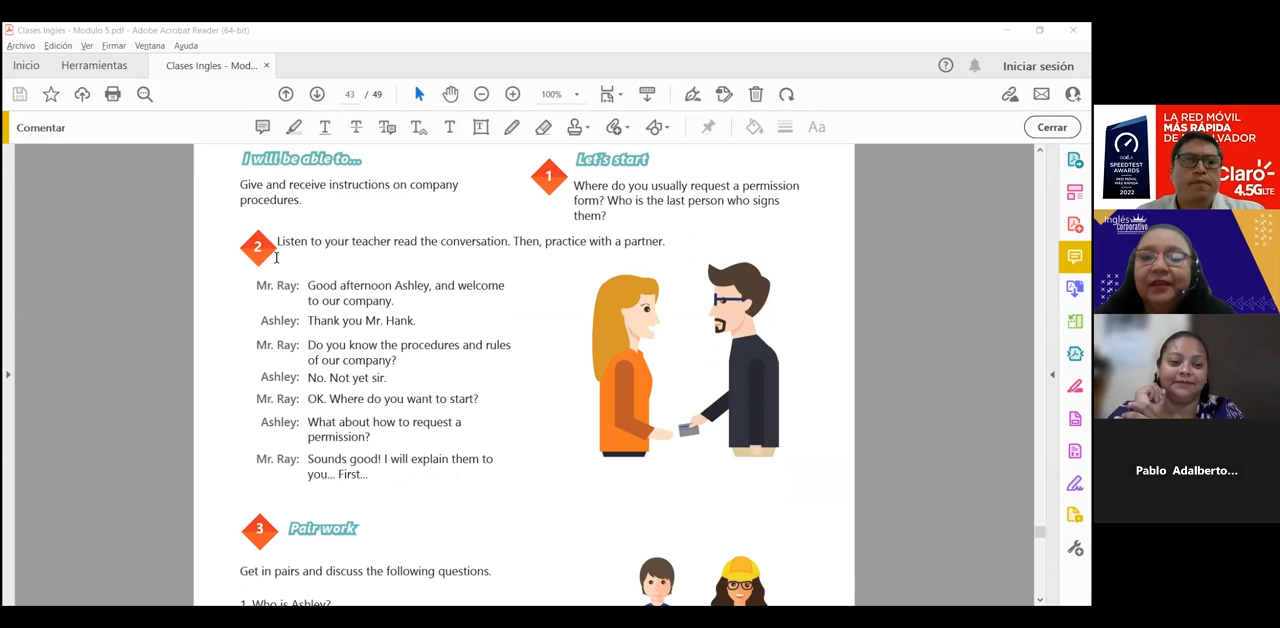 Clases Ingles - Modulo 5.pdf - Adobe Acrobat Reader (64-bit)
Archivo Edición Ver Firmar Ventana Ayuda
Inicio Herramientas Clases Ingles - Mod... × Iniciar sesión
43 / 49 100%
Comentar Aa Cerrar
I will be able to...
Give and receive instructions on company
procedures.
1 Let's start
Where do you usually request a permission
form? Who is the last person who signs
them?
2 Listen to your teacher read the conversation. Then, practice with a partner.
Mr. Ray: Good afternoon Ashley, and welcome
to our company.
Ashley: Thank you Mr. Hank.
Mr. Ray: Do you know the procedures and rules
of our company?
Ashley: No. Not yet sir.
Mr. Ray: OK. Where do you want to start?
Ashley: What about how to request a
permission?
Mr. Ray: Sounds good! I will explain them to
you... First...
3 Pair work
Get in pairs and discuss the following questions.
1. Who is Ashley?
LA RED MÓVIL
MÁS RÁPIDA
DE
SPEEDTEST
AWARDS
RED MÓVIL
MÁS RÁPIDA
2022
Claro
4.5G LTE
Inglés
Corporativo
Pablo Adalberto...